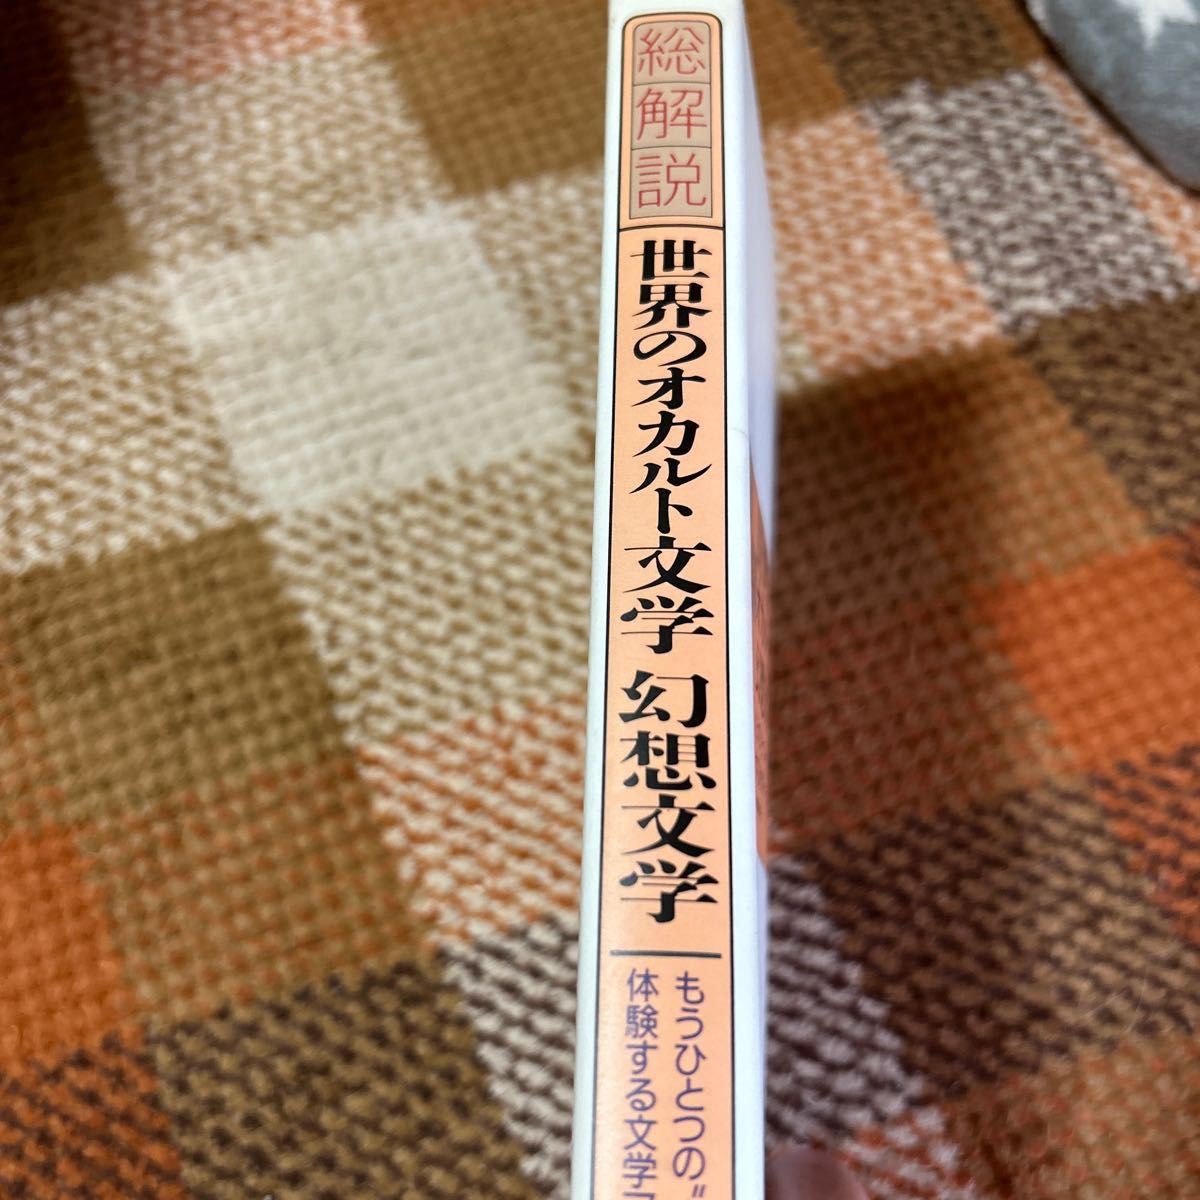 総解説
世界のオカルト文学 幻想文学
もうひとつの〝
体験する文学「